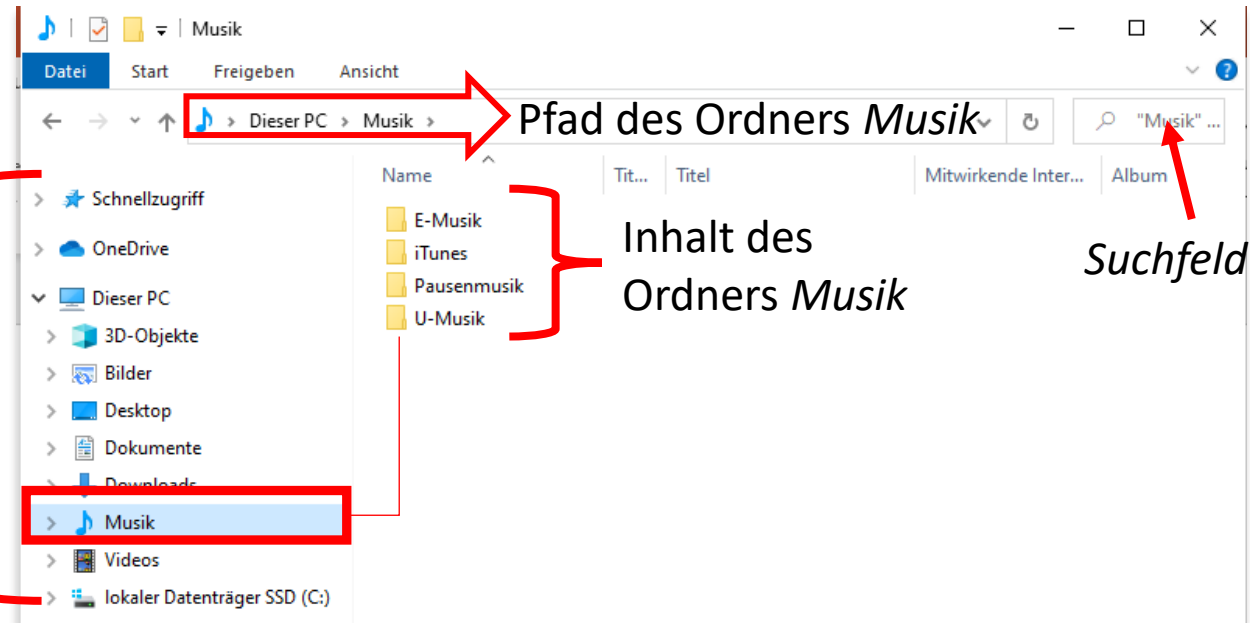 Musik
Datei Start Freigeben Ansicht
Dieser PC Musik
Pfad des Ordners Musik
"Musik" ...
Name Tit... Titel Mitwirkende Inter... Album
Schnellzugriff
OneDrive
Dieser PC
3D-Objekte
Bilder
Desktop
Dokumente
Downloads
Musik
Videos
lokaler Datenträger SSD (C:)
E-Musik
iTunes
Pausenmusik
U-Musik
Inhalt des
Ordners Musik
Suchfeld